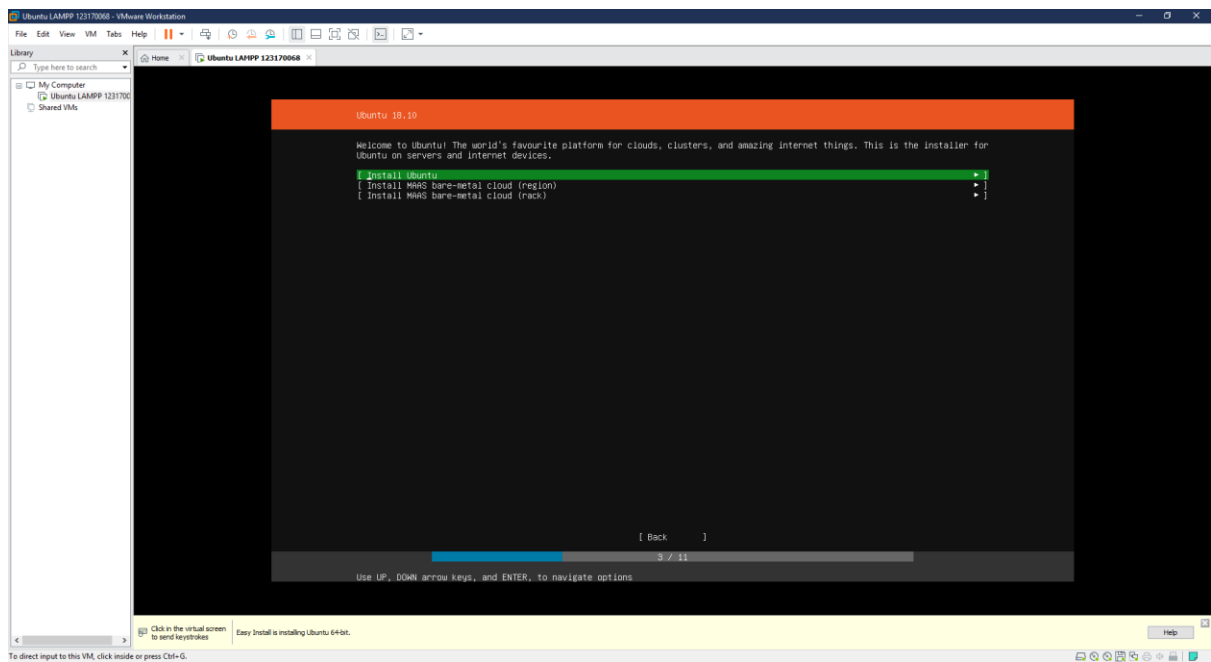 Ubuntu LAMPP 123170068 - VMware Workstation
File Edit View VM Tabs Help
Library
Home
Ubuntu LAMPP 123170068
Type here to search
My Computer
Ubuntu LAMPP 1231700
Shared VMs
Ubuntu 18.10
Welcome to Ubuntu! The world's favourite platform for clouds, clusters, and amazing internet things. This is the installer for
Ubuntu on servers and internet devices.
[ Install Ubuntu ► ]
[ Install MAAS bare-metal cloud (region) ► ]
[ Install MAAS bare-metal cloud (rack) ► ]
[ Back ]
3 / 11
Use UP, DOWN arrow keys, and ENTER, to navigate options
Click in the virtual screen
to send keystrokes
Easy Install is installing Ubuntu 64-bit.
Help
To direct input to this VM, click inside or press Ctrl+G.